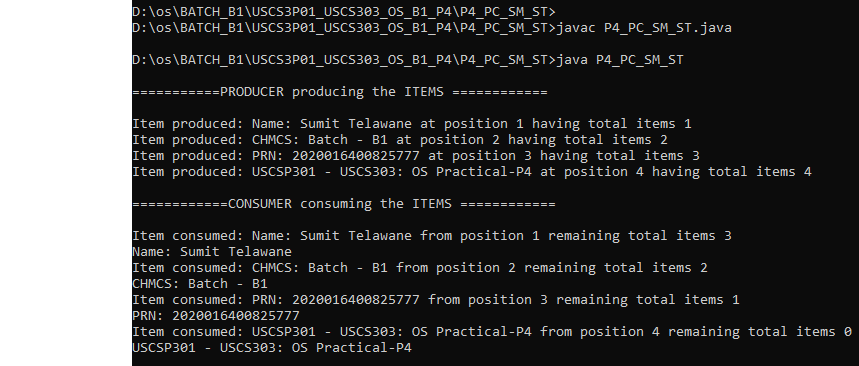 D:\os\BATCH_B1\USCS3P01_USCS303_OS_B1_P4\P4_PC_SM_ST>
D:\os\BATCH_B1\USCS3P01_USCS303_OS_B1_P4\P4_PC_SM_ST>javac P4_PC_SM_ST.java
D:\os\BATCH_B1\USCS3P01_USCS303_OS_B1_P4\P4_PC_SM_ST>java P4_PC_SM_ST
===========PRODUCER producing the ITEMS ============
Item produced: Name: Sumit Telawane at position 1 having total items 1
Item produced: CHMCS: Batch - B1 at position 2 having total items 2
Item produced: PRN: 2020016400825777 at position 3 having total items 3
Item produced: USCSP301 - USCS303: OS Practical-P4 at position 4 having total items 4
============CONSUMER consuming the ITEMS ============
Item consumed: Name: Sumit Telawane from position 1 remaining total items 3
Name: Sumit Telawane
Item consumed: CHMCS: Batch - B1 from position 2 remaining total items 2
CHMCS: Batch - B1
Item consumed: PRN: 2020016400825777 from position 3 remaining total items 1
PRN: 2020016400825777
Item consumed: USCSP301 - USCS303: OS Practical-P4 from position 4 remaining total items 0
USCSP301 - USCS303: OS Practical-P4